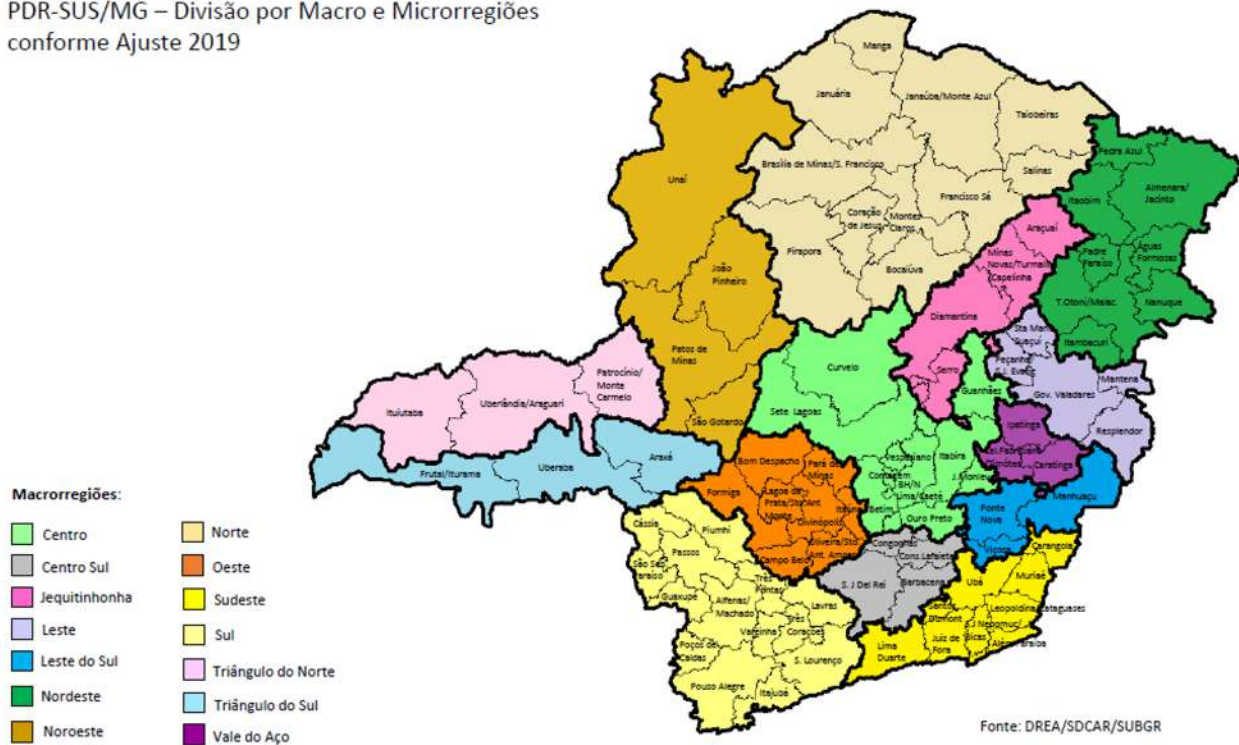 PDR-SUS/MG – Divisão por Macro e Microrregiões
conforme Ajuste 2019
Manga
Januária
Janaúba/Monte Azul
Taiobeiras
Pedra Azul
Brasília de Minas/S. Francisco
Salinas
Unaí
Almenara/
Jacinto
Itaobim
Francisco Sá
Coração
de Jesus
Montes
Claros
Araçuaí
Pirapora
Minas
Novas/Turmalina
/Capelinha
Padre
Paraíso
Águas
Formosas
João
Pinheiro
Bocaiúva
T.Otoni/Malac.
Nanuque
Diamantina
Itambacuri
Patos de
Minas
Curvelo
Serro
Peçanha/
Mantena
Patrocínio/
Monte
Carmelo
Guanhães
Gov. Valadares
Ituiutaba
Uberlândia/Araguari
São Gotardo
Sete Lagoas
Ipatinga
Resplendor
Araxá
Bom Despacho
Pará de
Minas
Vespasiano
Itabira
Caratinga
Frutal/Iturama
Uberaba
Contagem
Formiga
Manhuaçu
Divinópolis
Betim
Ouro Preto
Ponte
Nova
Viçosa
Cássia
Piumhi
Passos
Campo Belo
Congonhas
Cons.Lafaiete
Carangola
Guaxupé
Três
Pontas
S. J Del Rei
Barbacena
Ubá
Muriaé
Alfenas/
Machado
Lavras
Varginha
Três
Corações
Poços de
Caldas
S. Lourenço
Lima
Duarte
Juiz de
Fora
Pouso Alegre
Itajubá
Macrorregiões:
Centro
Centro Sul
Jequitinhonha
Leste
Leste do Sul
Nordeste
Noroeste
Norte
Oeste
Sudeste
Sul
Triângulo do Norte
Triângulo do Sul
Vale do Aço
Fonte: DREA/SDCAR/SUBGR